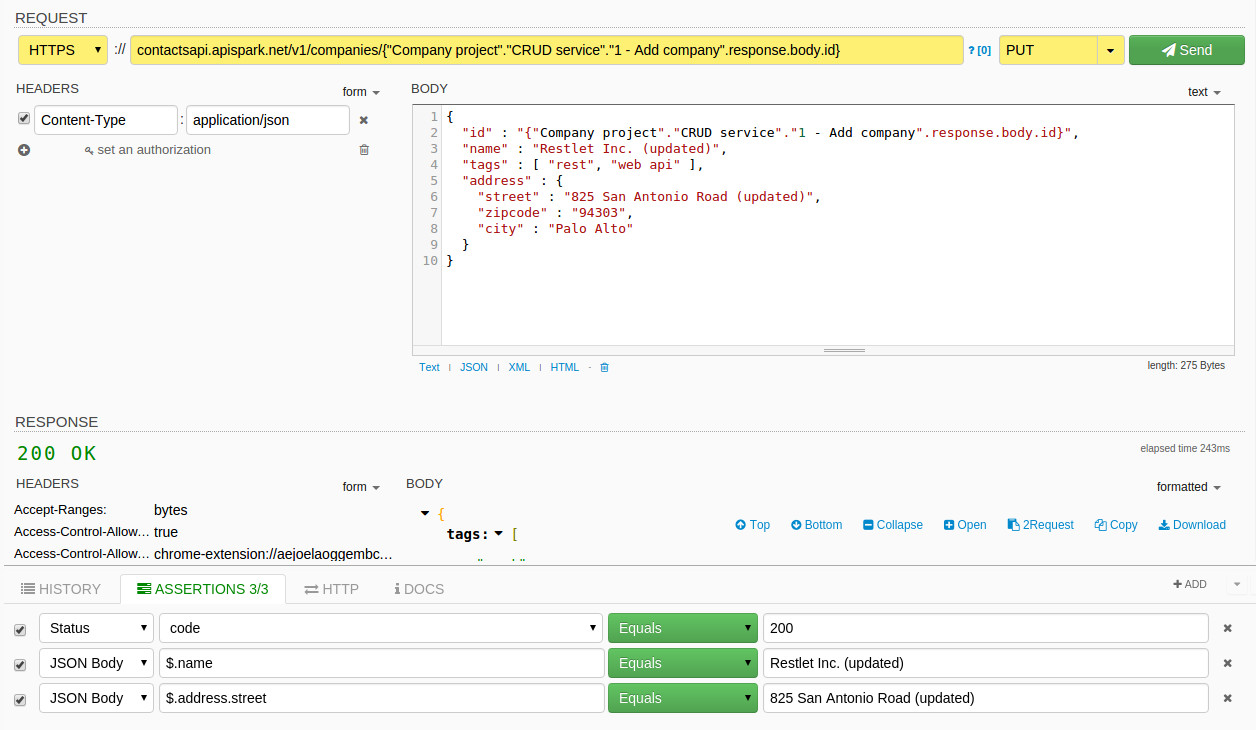 REQUEST
HTTPS :// contactsapi.apispark.net/v1/companies/{"Company project"."CRUD service"."1 - Add company".response.body.id} ? [0] PUT Send
HEADERS form
Content-Type : application/json
set an authorization
BODY text
1 {
2 "id" : "{"Company project"."CRUD service"."1 - Add company".response.body.id}",
3 "name" : "Restlet Inc. (updated)",
4 "tags" : [ "rest", "web api" ],
5 "address" : {
6 "street" : "825 San Antonio Road (updated)",
7 "zipcode" : "94303",
8 "city" : "Palo Alto"
9 }
10 }
Text | JSON | XML | HTML - length: 275 Bytes
RESPONSE
200 OK elapsed time 243ms
HEADERS form
Accept-Ranges: bytes
Access-Control-Allow... true
Access-Control-Allow... chrome-extension://aejoelaoggembc...
BODY formatted
{
Top Bottom Collapse Open 2Request Copy Download
tags: [
HISTORY ASSERTIONS 3/3 HTTP DOCS + ADD
Status code Equals 200
JSON Body $.name Equals Restlet Inc. (updated)
JSON Body $.address.street Equals 825 San Antonio Road (updated)